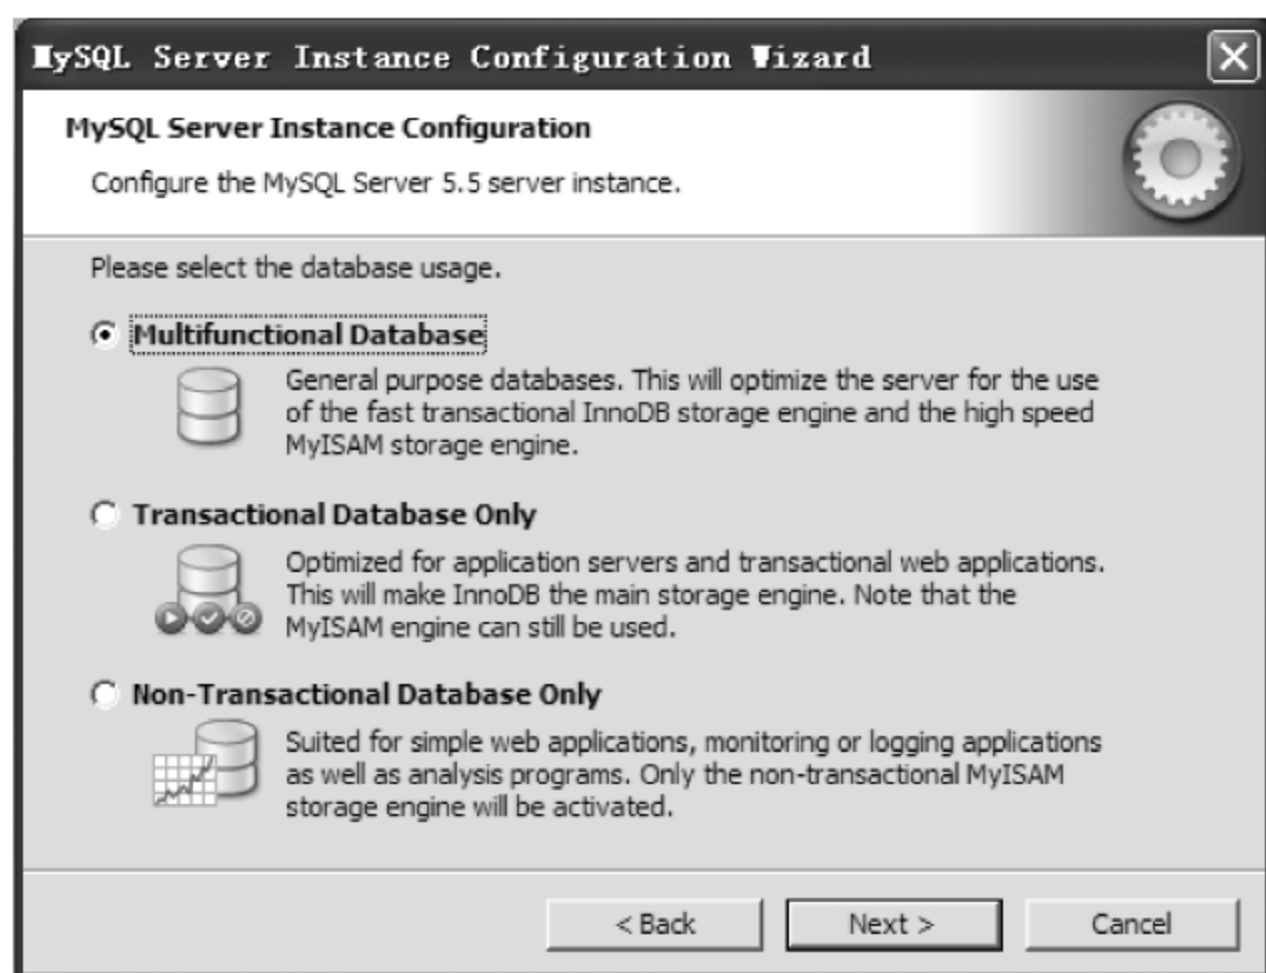 MySQL Server Instance Configuration Wizard
MySQL Server Instance Configuration
Configure the MySQL Server 5.5 server instance.
Please select the database usage.
Multifunctional Database
General purpose databases. This will optimize the server for the use
of the fast transactional InnoDB storage engine and the high speed
MyISAM storage engine.
Transactional Database Only
Optimized for application servers and transactional web applications.
This will make InnoDB the main storage engine. Note that the
MyISAM engine can still be used.
Non-Transactional Database Only
Suited for simple web applications, monitoring or logging applications
as well as analysis programs. Only the non-transactional MyISAM
storage engine will be activated.
< Back
Next >
Cancel